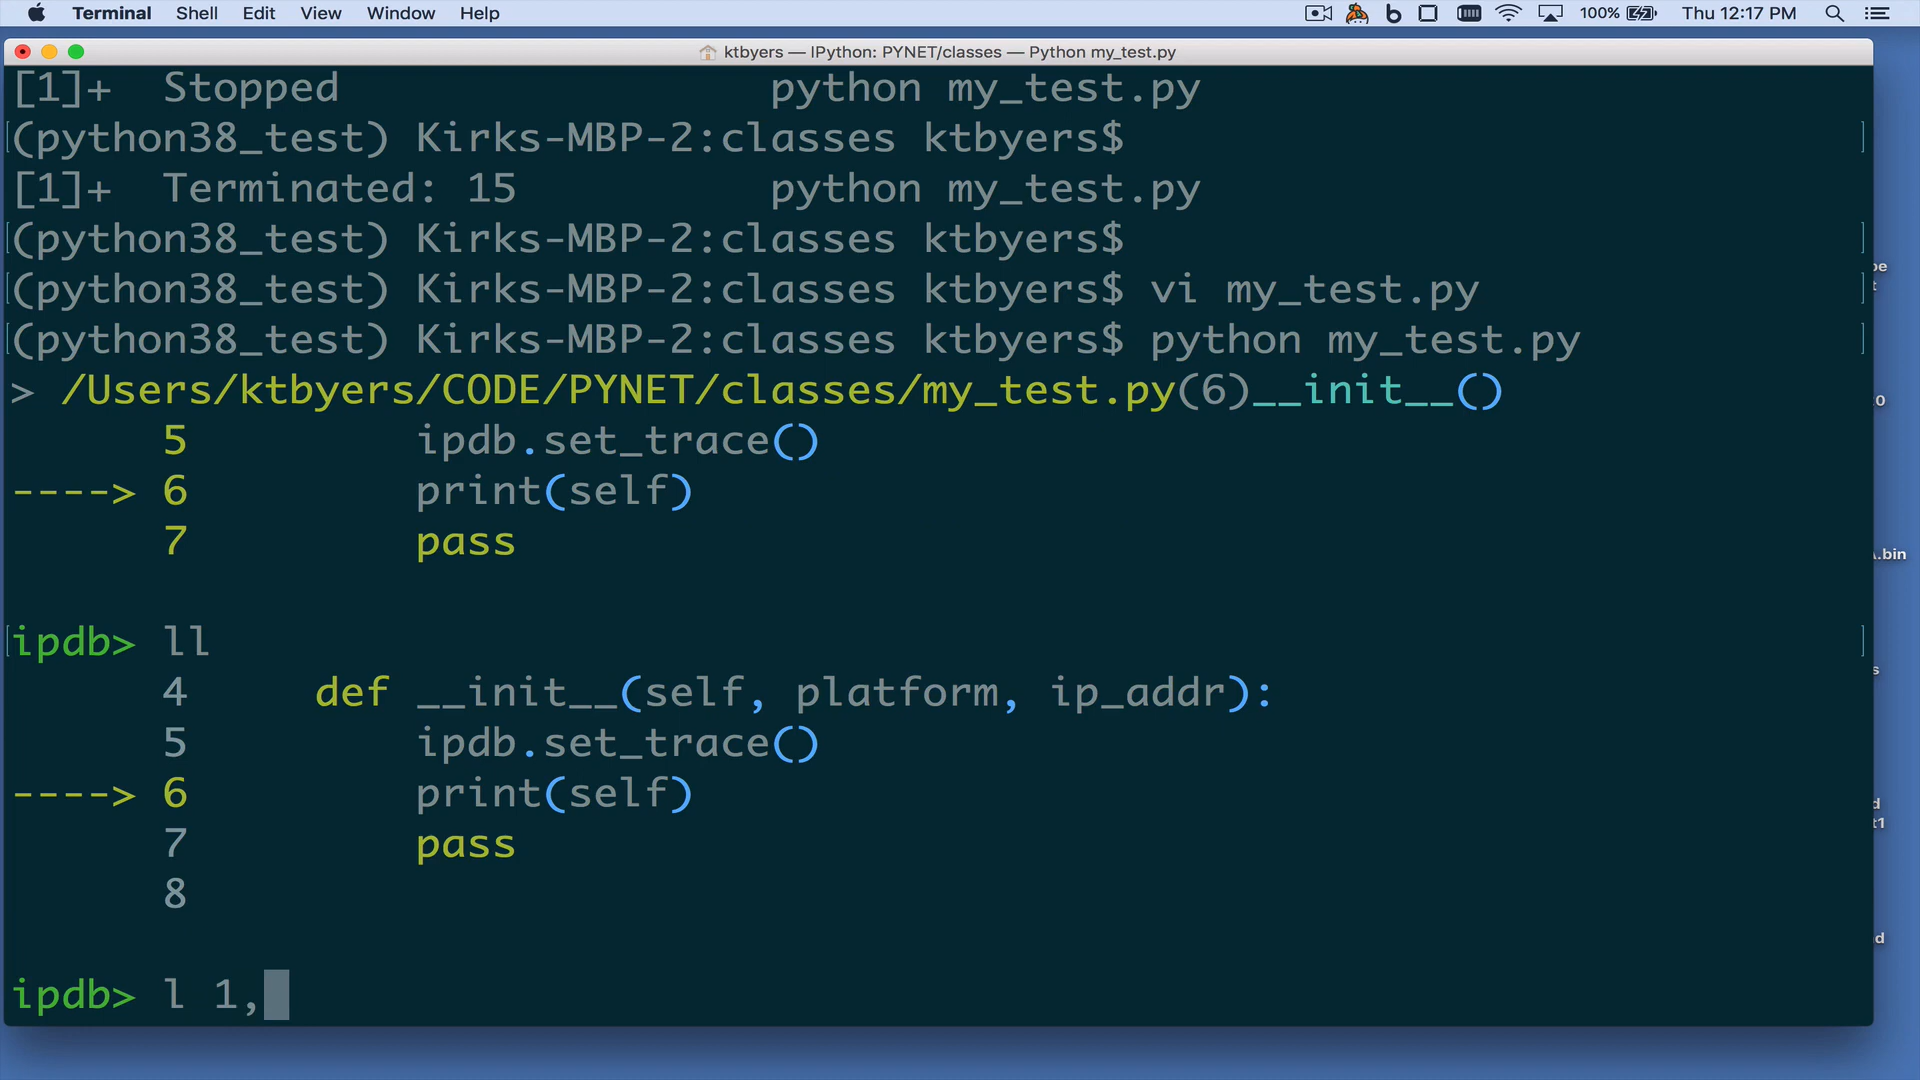 Terminal Shell Edit View Window Help 100% Thu 12:17 PM
ktbyers — IPython: PYNET/classes — Python my_test.py
[1]+  Stopped                 python my_test.py
(python38_test) Kirks-MBP-2:classes ktbyers$
[1]+  Terminated: 15          python my_test.py
(python38_test) Kirks-MBP-2:classes ktbyers$
(python38_test) Kirks-MBP-2:classes ktbyers$ vi my_test.py
(python38_test) Kirks-MBP-2:classes ktbyers$ python my_test.py
> /Users/ktbyers/CODE/PYNET/classes/my_test.py(6)__init__()
      5         ipdb.set_trace()
----> 6         print(self)
      7         pass
ipdb> ll
      4     def __init__(self, platform, ip_addr):
      5         ipdb.set_trace()
----> 6         print(self)
      7         pass
      8
ipdb> l 1,
.bin